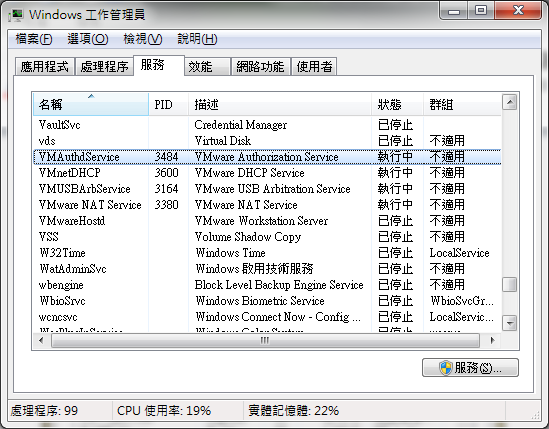 Windows 工作管理員
檔案(F) 選項(O) 檢視(V) 說明(H)
應用程式 處理程序 服務 效能 網路功能 使用者
名稱 PID 描述 狀態 群組
VaultSvc Credential Manager 已停止
vds Virtual Disk 已停止 不適用
VMAuthdService 3484 VMware Authorization Service 執行中 不適用
VMnetDHCP 3600 VMware DHCP Service 執行中 不適用
VMUSBArbService 3164 VMware USB Arbitration Service 執行中 不適用
VMware NAT Service 3380 VMware NAT Service 執行中 不適用
VMwareHostd VMware Workstation Server 已停止 不適用
VSS Volume Shadow Copy 已停止 不適用
W32Time Windows Time 已停止 LocalService
WatAdminSvc Windows 啟用技術服務 已停止 不適用
wbengine Block Level Backup Engine Service 已停止 不適用
WbioSrvc Windows Biometric Service 已停止 WbioSvcGr...
wcncsvc Windows Connect Now - Config ... 已停止 LocalServic...
服務(S)...
處理程序: 99 CPU 使用率: 19% 實體記憶體: 22%